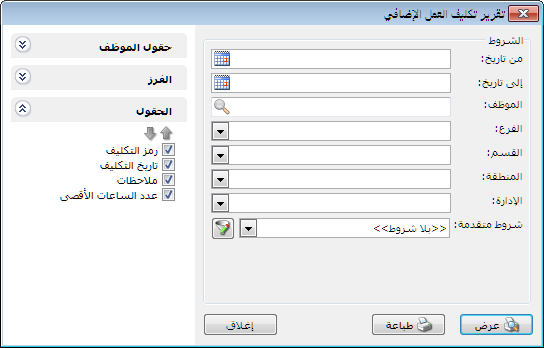 تقرير تكليف العمل الإضافي
الشروط
من تاريخ:
إلى تاريخ:
الموظف:
الفرع:
القسم:
المنطقة:
الإدارة:
شروط متقدمة:
<<بلا شروط>>
عرض
طباعة
إغلاق
حقول الموظف
الفرز
الحقول
رمز التكليف
تاريخ التكليف
ملاحظات
عدد الساعات الأقصى